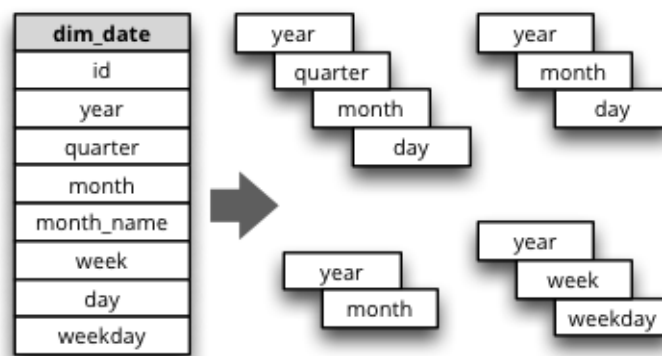 dim_date
id
year
quarter
month
month_name
week
day
weekday
year
quarter
month
day
year
month
day
year
month
year
week
weekday